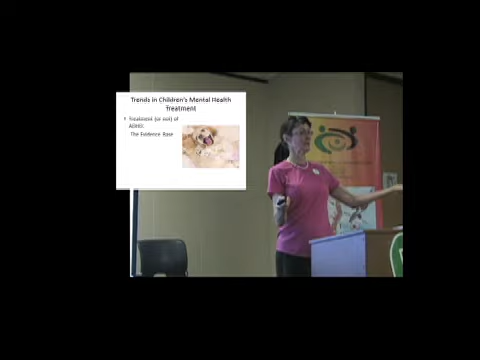 Trends in Children's Mental Health
Treatment
• Treatment (or not) of
ADHD:
The Evidence Base